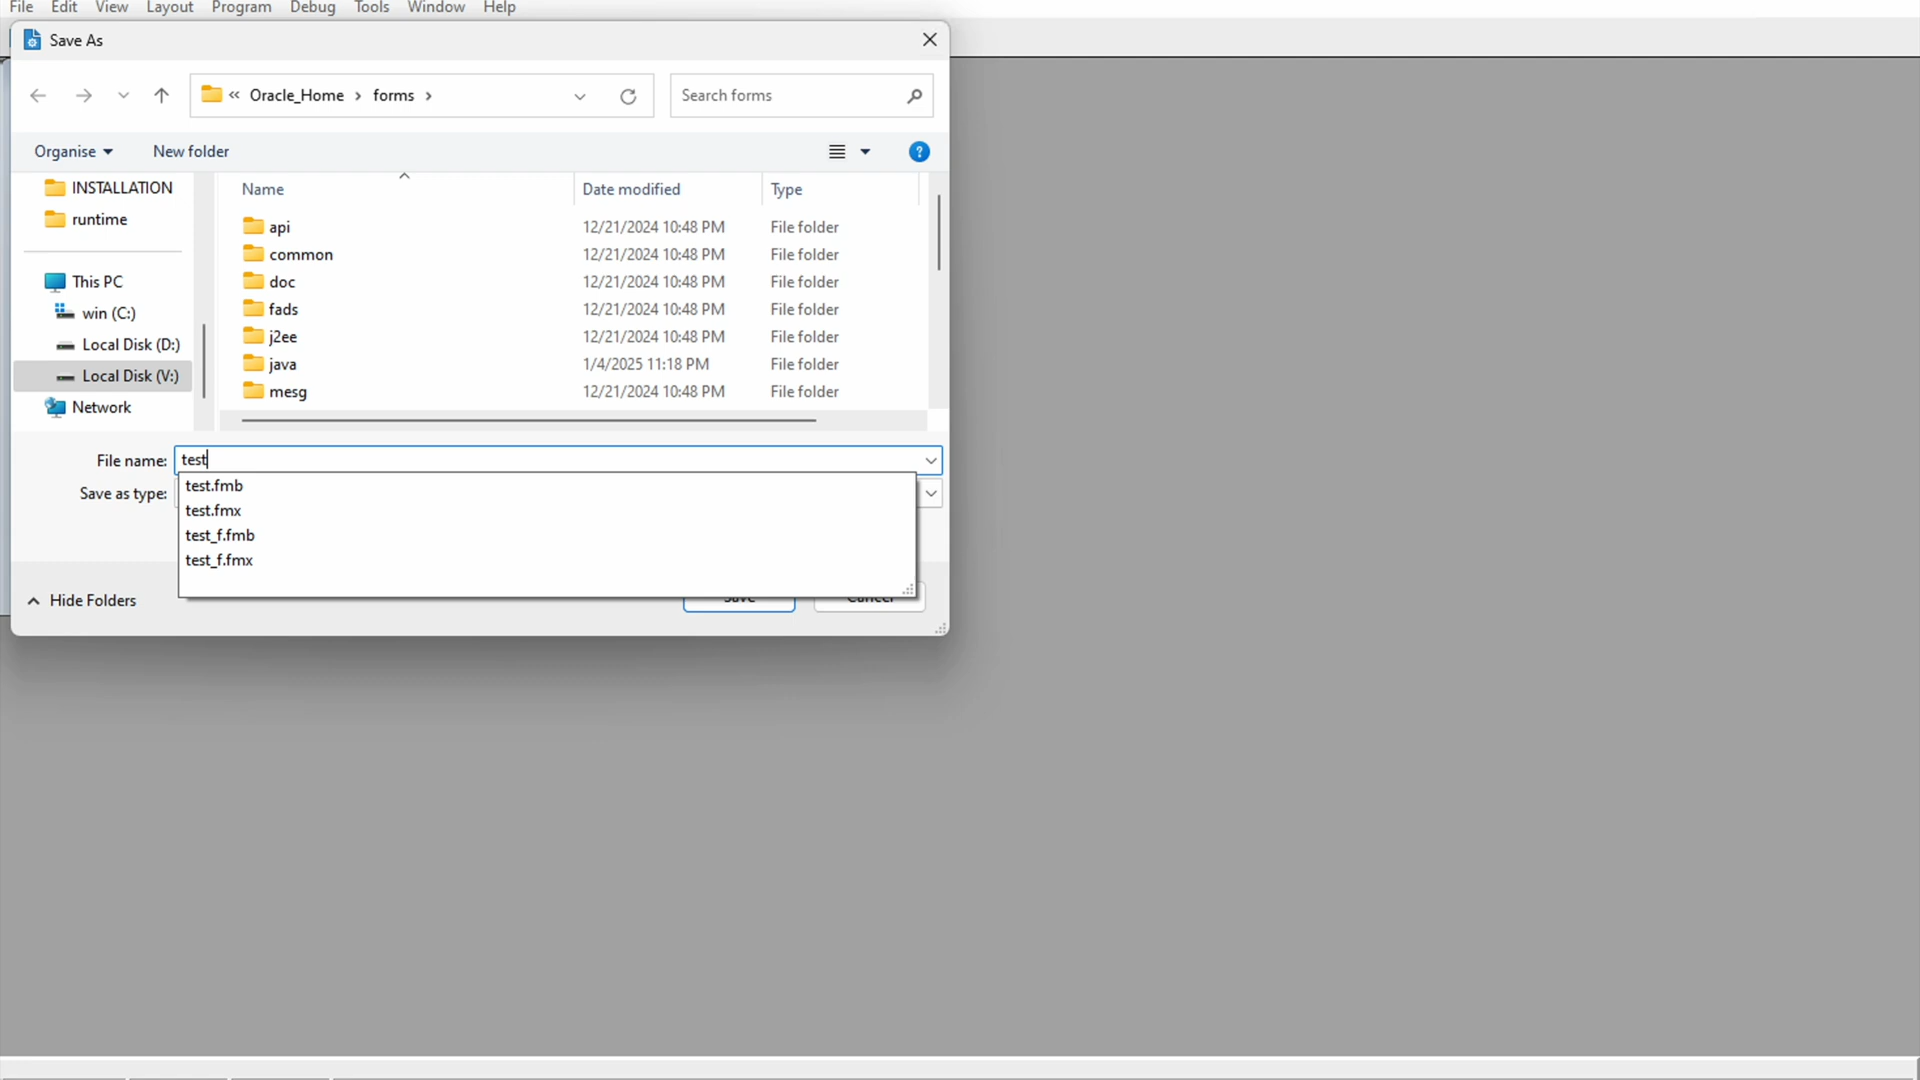 File Edit View Layout Program Debug Tools Window Help
Save As
« Oracle_Home › forms ›
Search forms
Organise New folder
INSTALLATION
runtime
This PC
win (C:)
Local Disk (D:)
Local Disk (V:)
Network
Name Date modified Type
api 12/21/2024 10:48 PM File folder
common 12/21/2024 10:48 PM File folder
doc 12/21/2024 10:48 PM File folder
fads 12/21/2024 10:48 PM File folder
j2ee 12/21/2024 10:48 PM File folder
java 1/4/2025 11:18 PM File folder
mesg 12/21/2024 10:48 PM File folder
File name: test
Save as type:
test.fmb
test.fmx
test_f.fmb
test_f.fmx
Hide Folders
Save Cancel